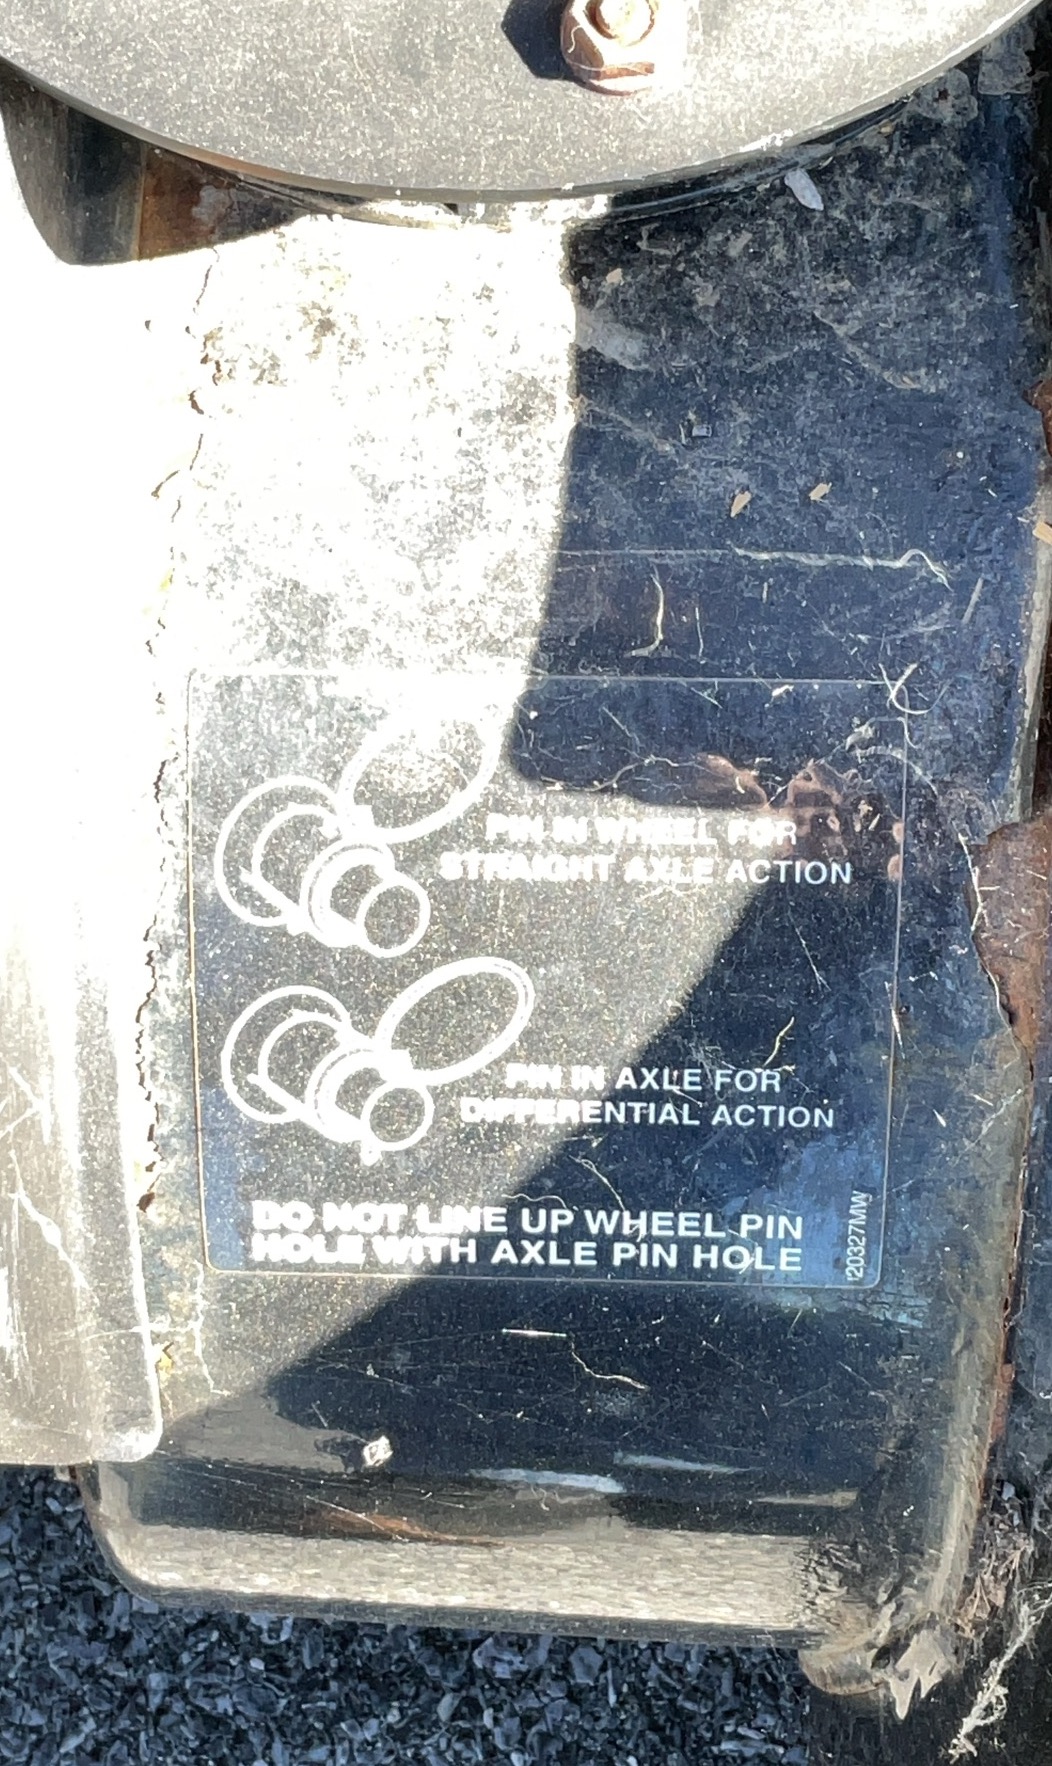 PIN IN WHEEL FOR
STRAIGHT AXLE ACTION
PIN IN AXLE FOR
DIFFERENTIAL ACTION
DO NOT LINE UP WHEEL PIN
HOLE WITH AXLE PIN HOLE
120327MW